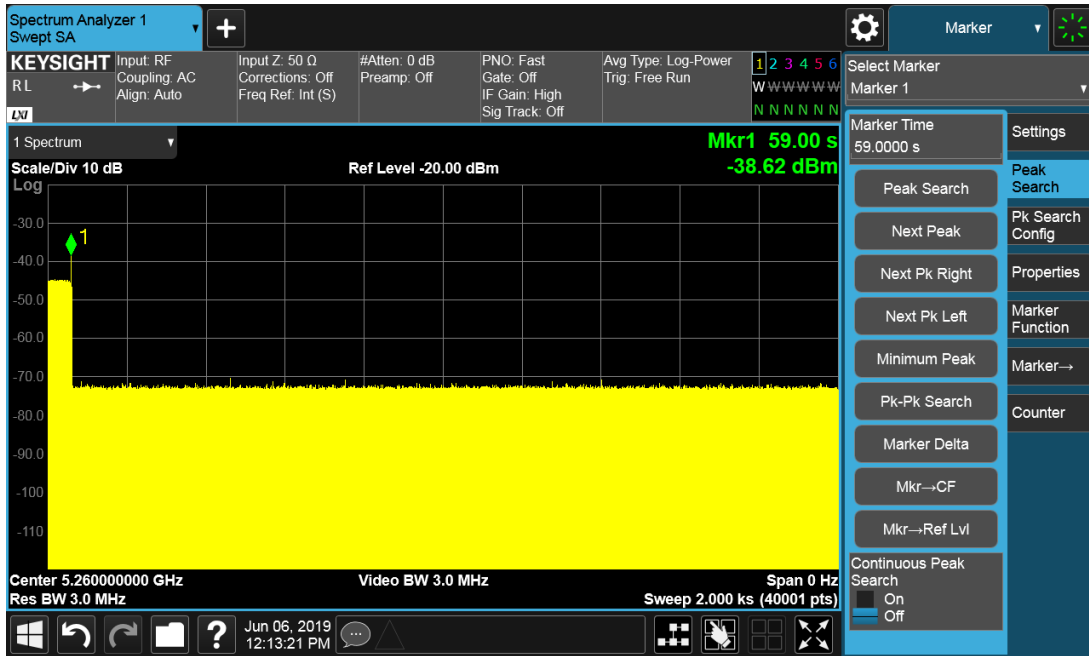 Spectrum Analyzer 1
Swept SA
+
Marker
KEYSIGHT
RL
LXI
Input: RF
Coupling: AC
Align: Auto
Input Z: 50 Ω
Corrections: Off
Freq Ref: Int (S)
#Atten: 0 dB
Preamp: Off
PNO: Fast
Gate: Off
IF Gain: High
Sig Track: Off
Avg Type: Log-Power
Trig: Free Run
1 2 3 4 5 6
W W W W W W
N N N N N N
Select Marker
Marker 1
1 Spectrum
Mkr1 59.00 s
Scale/Div 10 dB
Ref Level -20.00 dBm
-38.62 dBm
Log
-30.0
-40.0
-50.0
-60.0
-70.0
-80.0
-90.0
-100
-110
1
Center 5.260000000 GHz
Video BW 3.0 MHz
Span 0 Hz
Res BW 3.0 MHz
Sweep 2.000 ks (40001 pts)
Marker Time
59.0000 s
Peak Search
Next Peak
Next Pk Right
Next Pk Left
Minimum Peak
Pk-Pk Search
Marker Delta
Mkr→CF
Mkr→Ref Lvl
Continuous Peak
Search
On
Off
Settings
Peak
Search
Pk Search
Config
Properties
Marker
Function
Marker→
Counter
?
Jun 06, 2019
12:13:21 PM